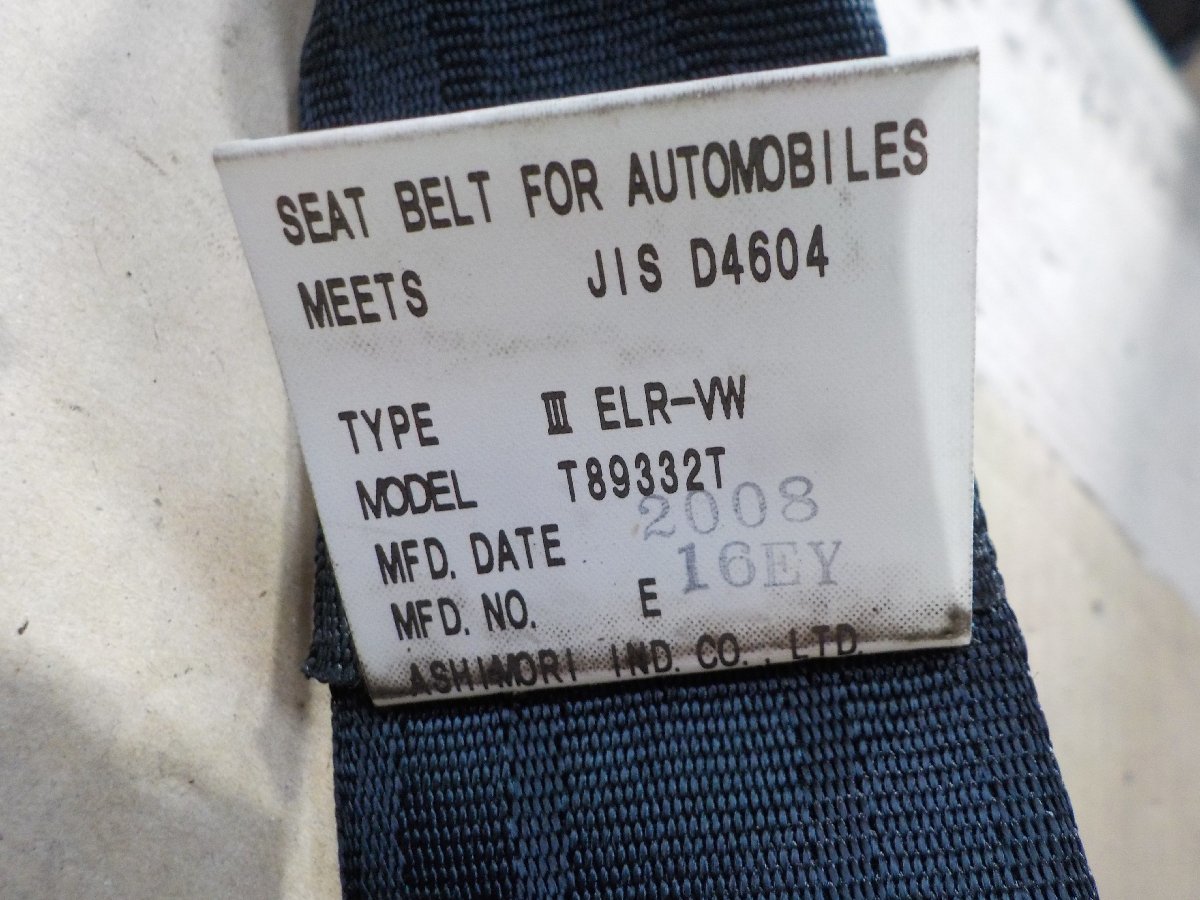 SEAT BELT FOR AUTOMOBILES
MEETS JIS D4604
TYPE Ⅲ ELR-VW
MODEL T89332T
MFD. DATE 2008
MFD. NO. E 16EY
ASHIMORI IND. CO., LTD.